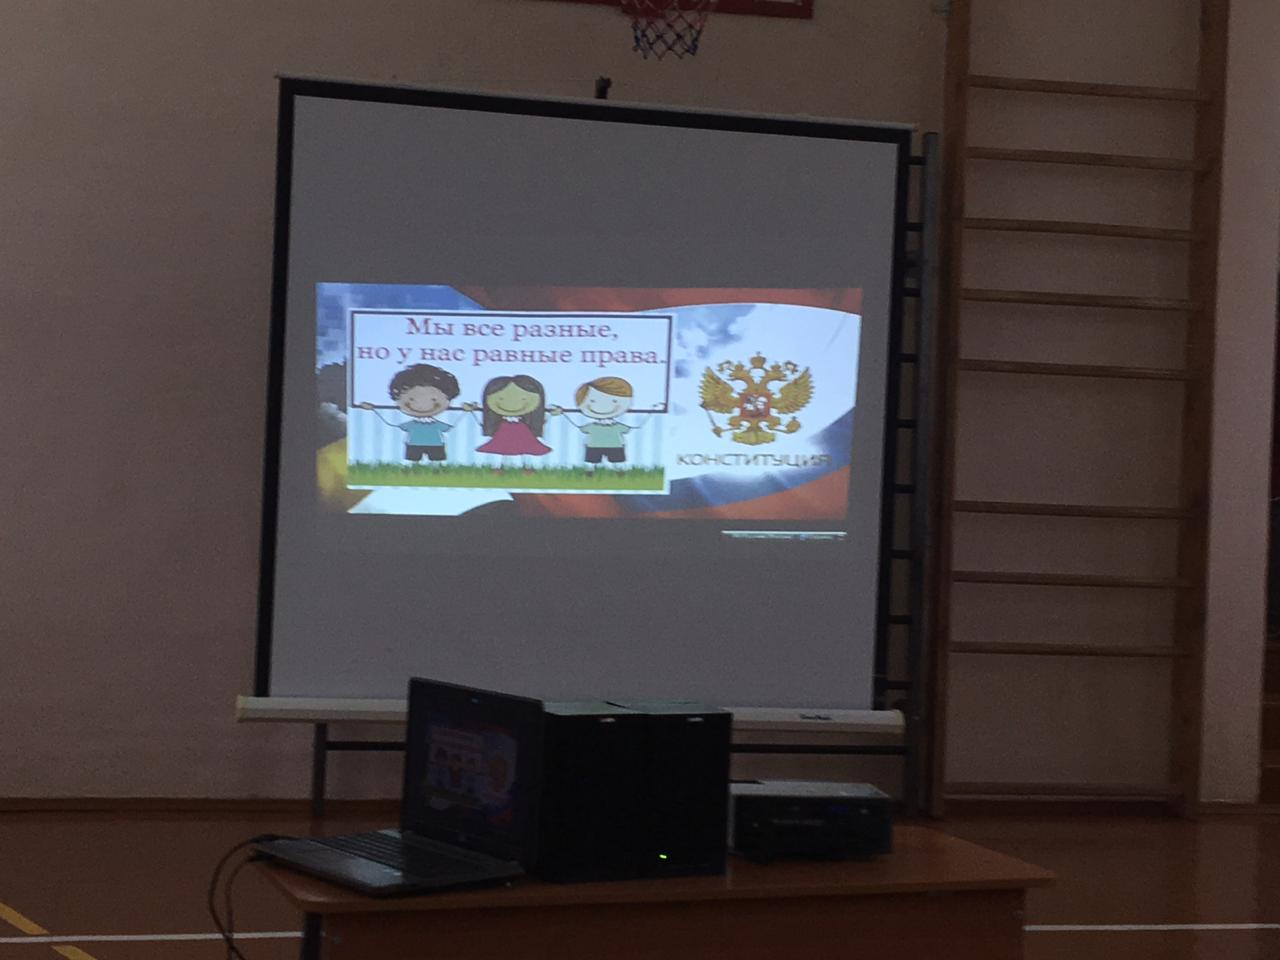 Мы все разные,
но у нас равные права.
КОНСТИТУЦИЯ